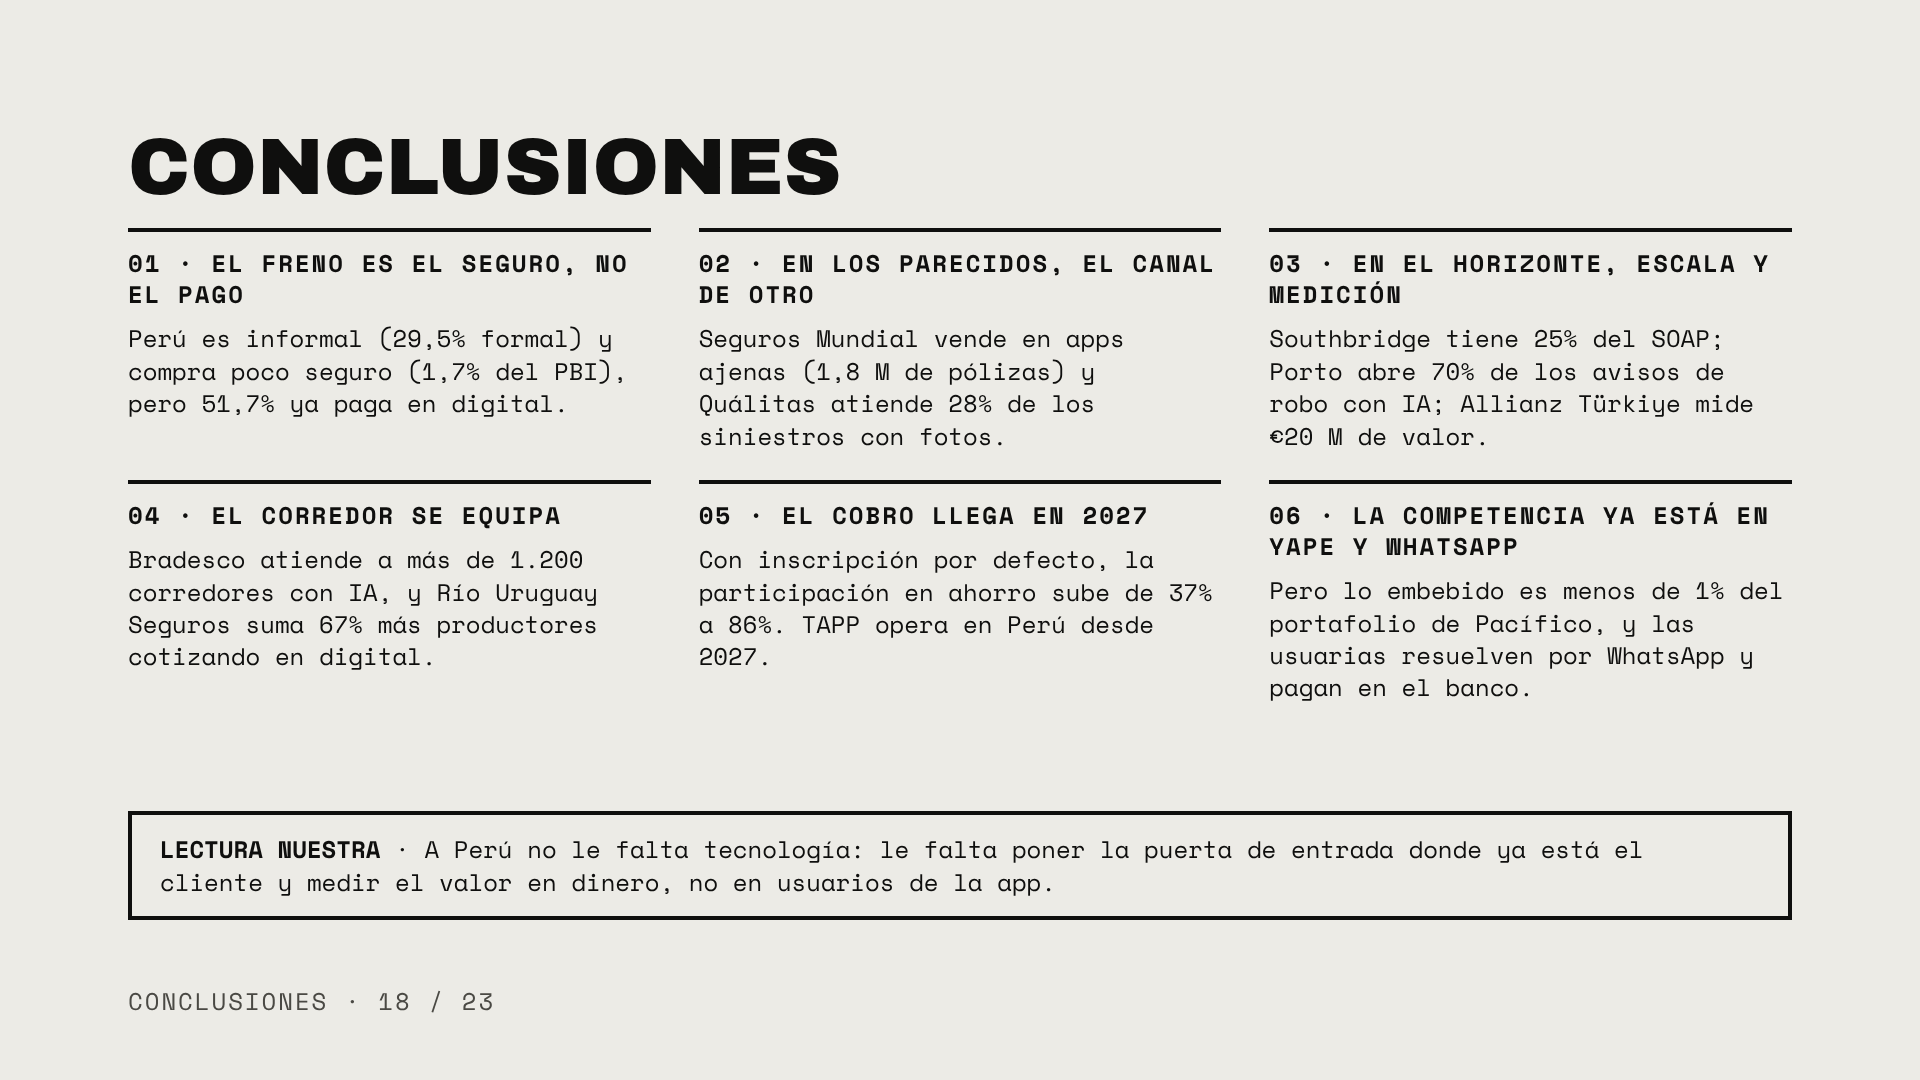 CONCLUSIONES
01 · EL FRENO ES EL SEGURO, NO
EL PAGO
Perú es informal (29,5% formal) y
compra poco seguro (1,7% del PBI),
pero 51,7% ya paga en digital.
02 · EN LOS PARECIDOS, EL CANAL
DE OTRO
Seguros Mundial vende en apps
ajenas (1,8 M de pólizas) y
Quálitas atiende 28% de los
siniestros con fotos.
03 · EN EL HORIZONTE, ESCALA Y
MEDICIÓN
Southbridge tiene 25% del SOAP;
Porto abre 70% de los avisos de
robo con IA; Allianz Türkiye mide
€20 M de valor.
04 · EL CORREDOR SE EQUIPA
Bradesco atiende a más de 1.200
corredores con IA, y Río Uruguay
Seguros suma 67% más productores
cotizando en digital.
05 · EL COBRO LLEGA EN 2027
Con inscripción por defecto, la
participación en ahorro sube de 37%
a 86%. TAPP opera en Perú desde
2027.
06 · LA COMPETENCIA YA ESTÁ EN
YAPE Y WHATSAPP
Pero lo embebido es menos de 1% del
portafolio de Pacífico, y las
usuarias resuelven por WhatsApp y
pagan en el banco.
LECTURA NUESTRA · A Perú no le falta tecnología: le falta poner la puerta de entrada donde ya está el
cliente y medir el valor en dinero, no en usuarios de la app.
CONCLUSIONES · 18 / 23